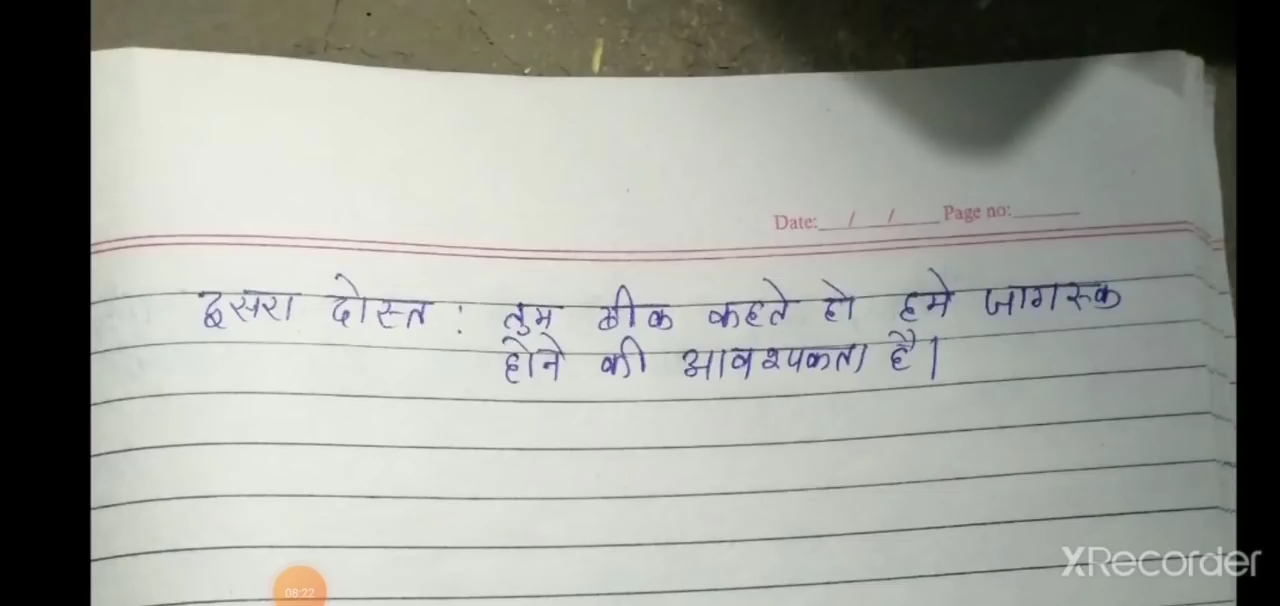 Date: / / Page no:
दूसरा दोस्त : तुम ठीक कहते हो हमे जागरुक
होने की आवश्यकता है।
XRecorder
08:22